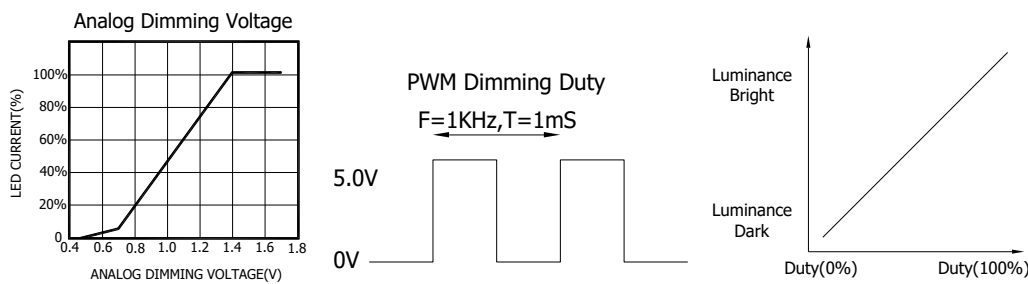 Analog Dimming Voltage
LED CURRENT(%)
100%
80%
60%
40%
20%
0
0.4 0.6 0.8 1.0 1.2 1.4 1.6 1.8
ANALOG DIMMING VOLTAGE(V)
PWM Dimming Duty
F=1KHz,T=1mS
5.0V
0V
Luminance
Bright
Luminance
Dark
Duty(0%) Duty(100%)